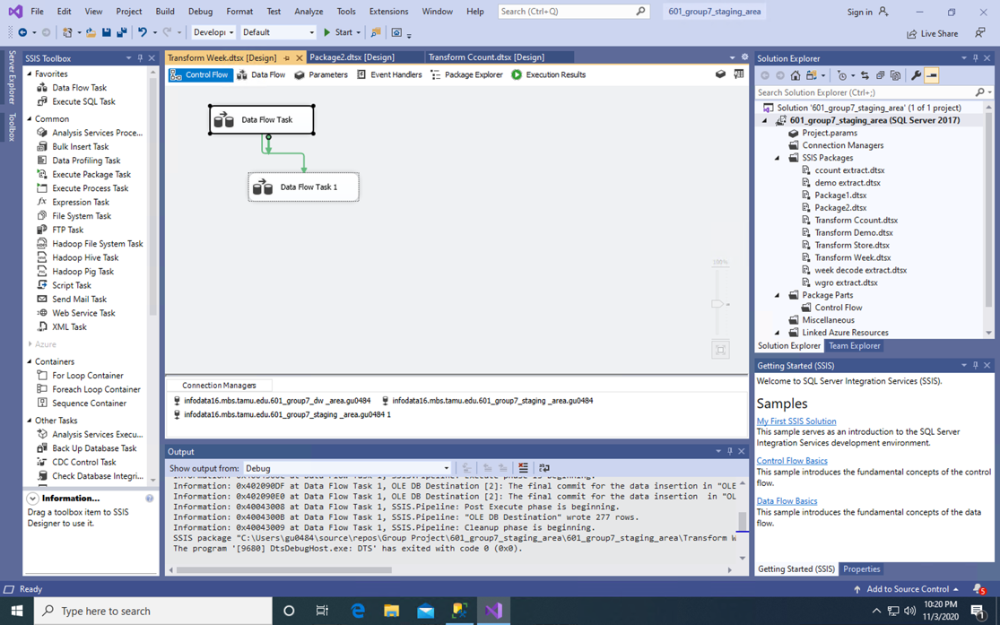 File Edit View Project Build Debug Format Test Analyze Tools Extensions Window Help Search (Ctrl+Q) 601_group7_staging_area Sign in
Developi Default Start Live Share
Server Explorer
Toolbox
SSIS Toolbox
Favorites
Data Flow Task
Execute SQL Task
Common
Analysis Services Proce...
Bulk Insert Task
Data Profiling Task
Execute Package Task
Execute Process Task
Expression Task
File System Task
FTP Task
Hadoop File System Task
Hadoop Hive Task
Hadoop Pig Task
Script Task
Send Mail Task
Web Service Task
XML Task
Azure
Containers
For Loop Container
Foreach Loop Container
Sequence Container
Other Tasks
Analysis Services Execu...
Back Up Database Task
CDC Control Task
Check Database Integri...
Information...
Drag a toolbox item to SSIS
Designer to use it.
Transform Week.dtsx [Design] Package2.dtsx [Design] Transform Ccount.dtsx [Design]
Control Flow Data Flow Parameters Event Handlers Package Explorer Execution Results
Data Flow Task
Data Flow Task 1
100%
Connection Managers
infodata16.mbs.tamu.edu.601_group7_dw _area.gu0484 infodata16.mbs.tamu.edu.601_group7_staging _area.gu0484
infodata16.mbs.tamu.edu.601_group7_staging _area.gu0484 1
Output
Show output from: Debug
Information: 0x402090DF at Data Flow Task 1, OLE DB Destination [2]: The final commit for the data insertion in "OLE
Information: 0x402090E0 at Data Flow Task 1, OLE DB Destination [2]: The final commit for the data insertion  in "OL
Information: 0x40043008 at Data Flow Task 1, SSIS.Pipeline: Post Execute phase is beginning.
Information: 0x4004300B at Data Flow Task 1, SSIS.Pipeline: "OLE DB Destination" wrote 277 rows.
Information: 0x40043009 at Data Flow Task 1, SSIS.Pipeline: Cleanup phase is beginning.
SSIS package "C:\Users\gu0484\source\repos\Group Project\601_group7_staging_area\601_group7_staging_area\Transform W
The program '[9680] DtsDebugHost.exe: DTS' has exited with code 0 (0x0).
Solution Explorer
Search Solution Explorer (Ctrl+;)
Solution '601_group7_staging_area' (1 of 1 project)
601_group7_staging_area (SQL Server 2017)
Project.params
Connection Managers
SSIS Packages
ccount extract.dtsx
demo extract.dtsx
Package1.dtsx
Package2.dtsx
Transform Ccount.dtsx
Transform Demo.dtsx
Transform Store.dtsx
Transform Week.dtsx
week decode extract.dtsx
wgro extract.dtsx
Package Parts
Control Flow
Miscellaneous
Linked Azure Resources
Solution Explorer Team Explorer
Getting Started (SSIS)
Welcome to SQL Server Integration Services (SSIS).
Samples
My First SSIS Solution
This sample serves as an introduction to the SQL Server
Integration Services development environment.
Control Flow Basics
This sample introduces the fundamental concepts of the control
flow.
Data Flow Basics
This sample introduces the fundamental concepts of the data
flow.
Getting Started (SSIS) Properties
Ready Add to Source Control 5
Type here to search
10:20 PM
11/3/2020
1